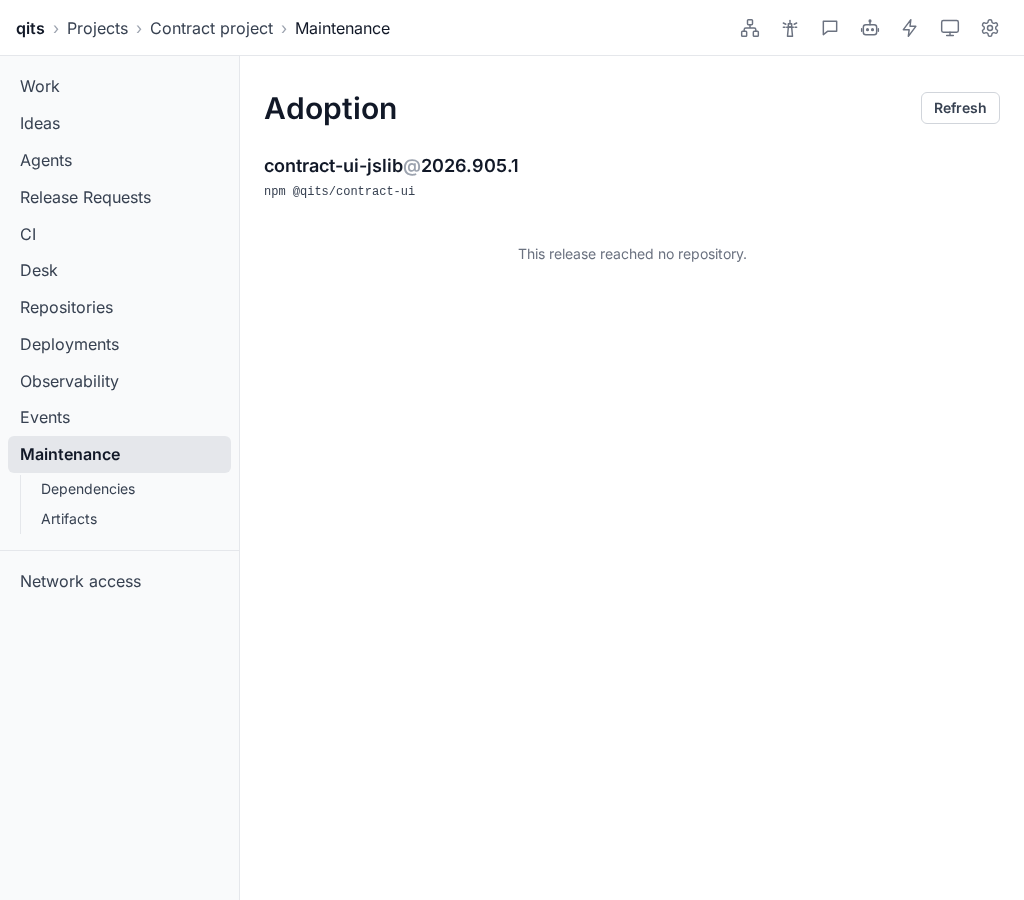 qits › Projects › Contract project › Maintenance
Work
Ideas
Agents
Release Requests
CI
Desk
Repositories
Deployments
Observability
Events
Maintenance
Dependencies
Artifacts
Network access
Adoption
Refresh
contract-ui-jslib@2026.905.1
npm @qits/contract-ui
This release reached no repository.